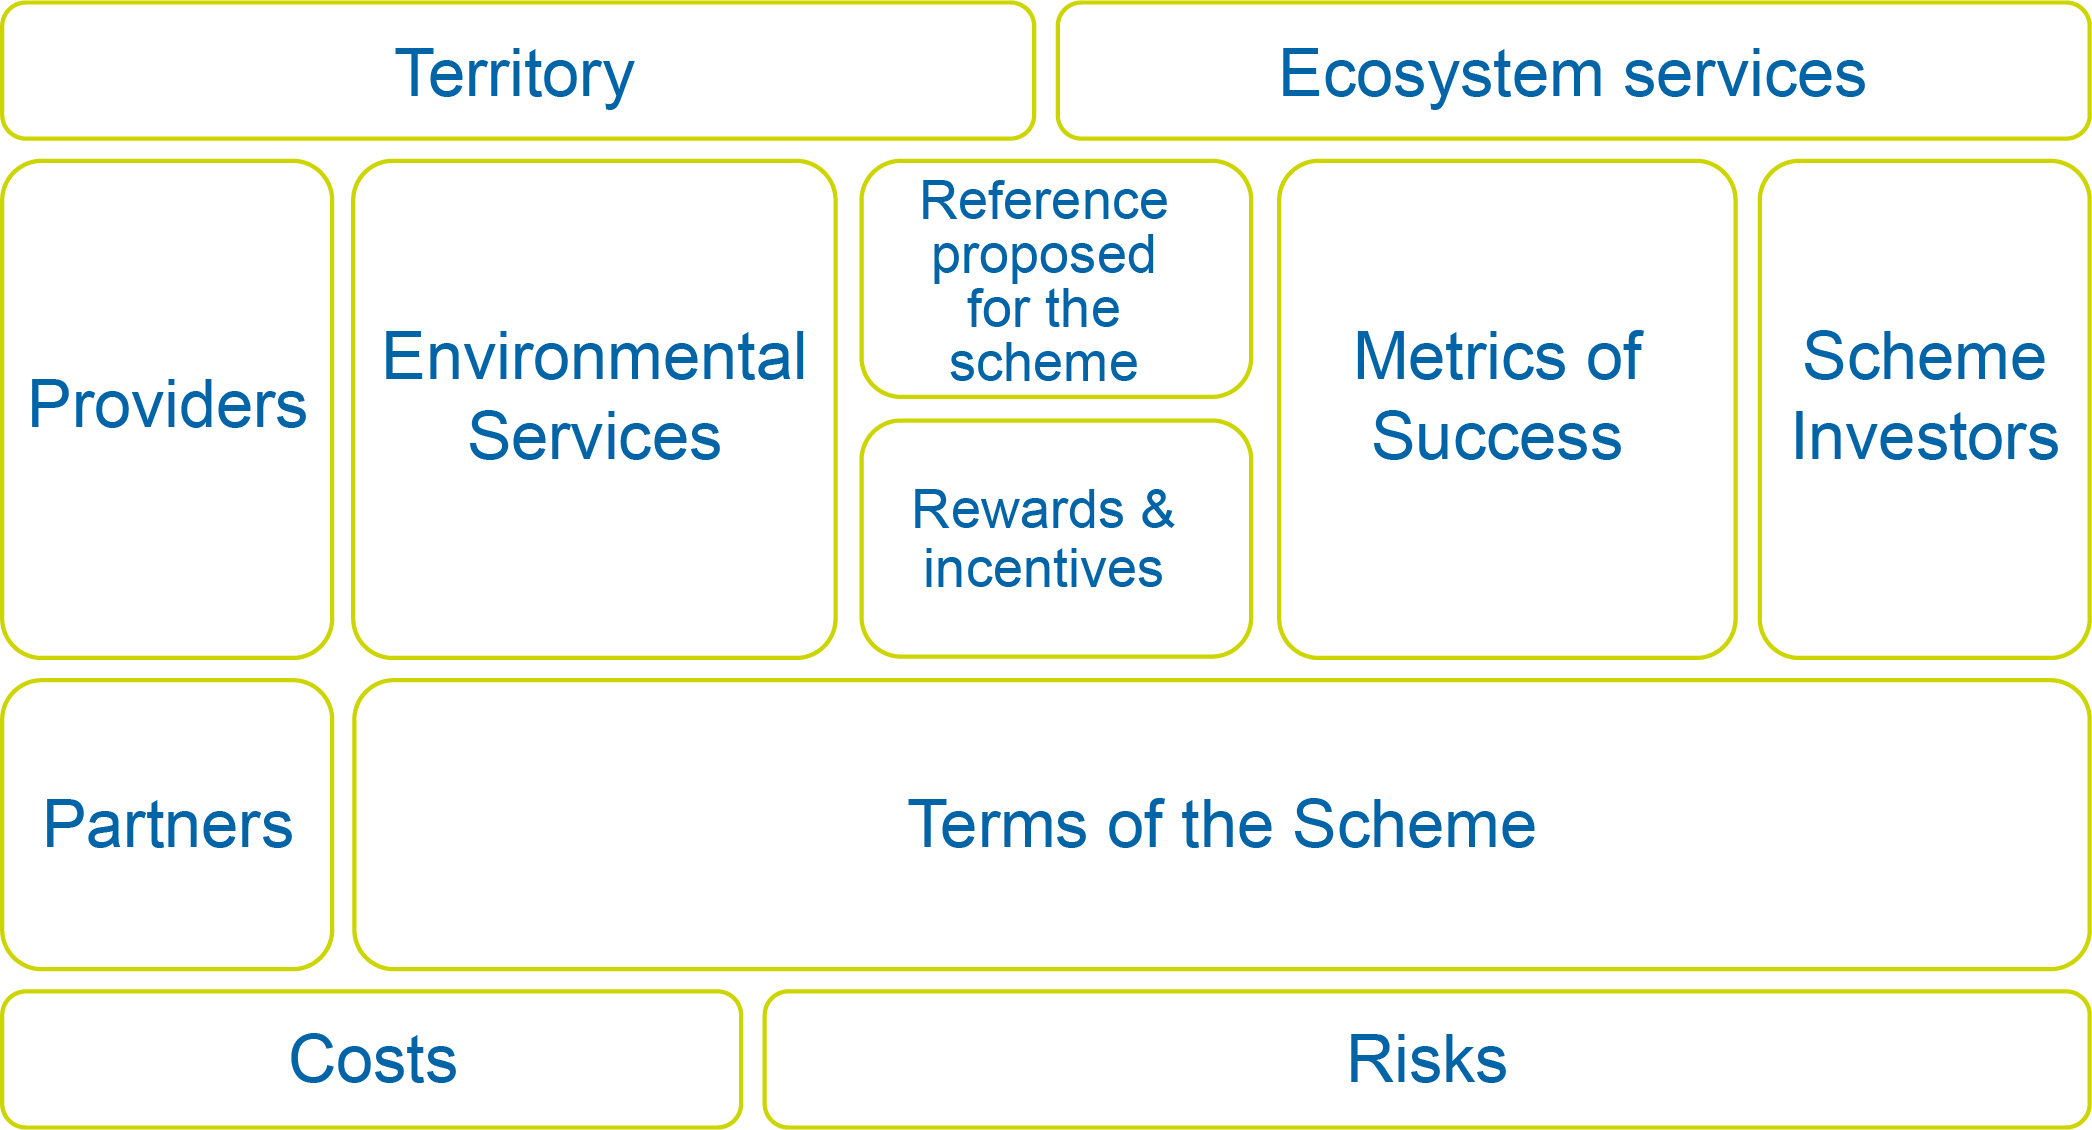 Territory
Ecosystem services
Providers
Environmental
Services
Reference
proposed
for the
scheme
Rewards &
incentives
Metrics of
Success
Scheme
Investors
Partners
Terms of the Scheme
Costs
Risks